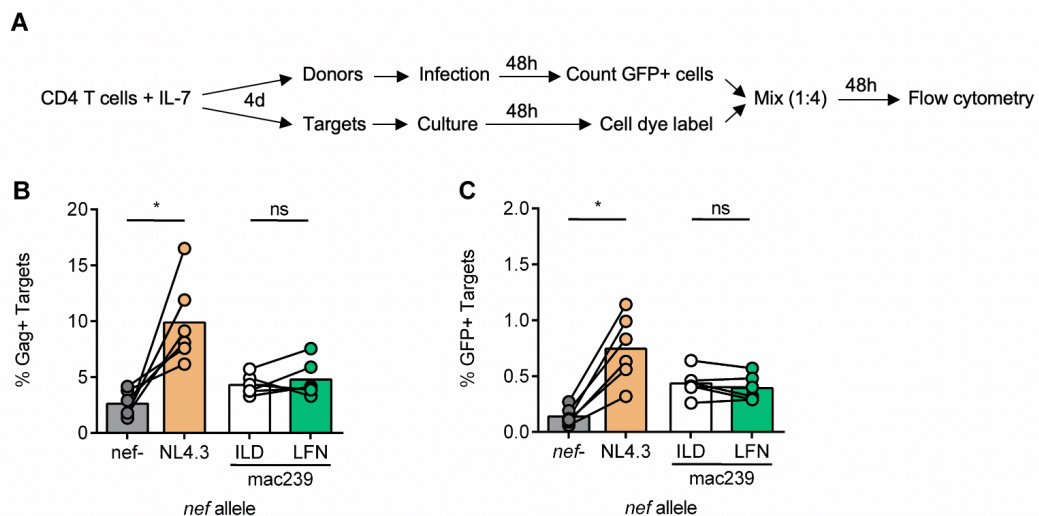 A
CD4 T cells + IL-7
4d
Donors
Infection
48h
Count GFP+ cells
Targets
Culture
48h
Cell dye label
Mix (1:4)
48h
Flow cytometry
B
% Gag+ Targets
20
15
10
5
0
*
ns
nef- NL4.3 ILD LFN
mac239
nef allele
C
% GFP+ Targets
2.0
1.5
1.0
0.5
0.0
*
ns
nef- NL4.3 ILD LFN
mac239
nef allele